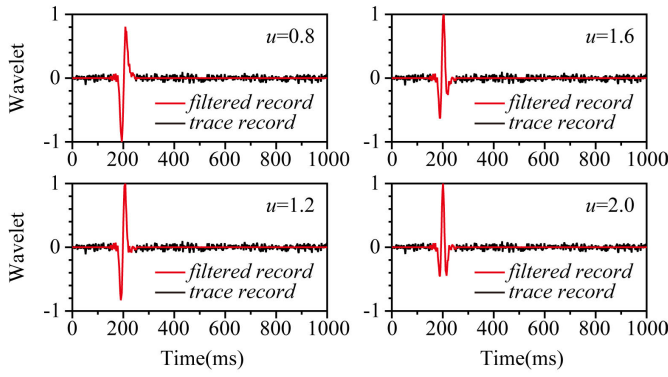 Wavelet
1
0
-1
u=0.8
filtered record
trace record
0 200 400 600 800 1000
1
0
-1
u=1.6
filtered record
trace record
0 200 400 600 800 1000
Wavelet
1
0
-1
u=1.2
filtered record
trace record
0 200 400 600 800 1000
Time(ms)
1
0
-1
u=2.0
filtered record
trace record
0 200 400 600 800 1000
Time(ms)